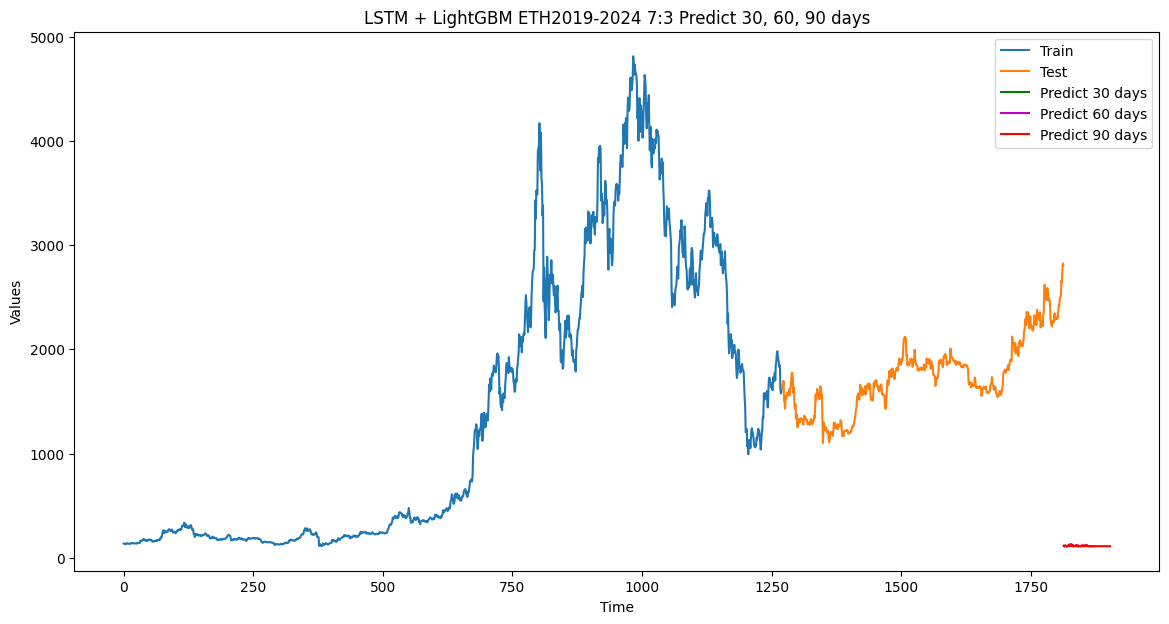 LSTM + LightGBM ETH2019-2024 7:3 Predict 30, 60, 90 days
Train
Test
Predict 30 days
Predict 60 days
Predict 90 days
Values
5000
4000
3000
2000
1000
0
0 250 500 750 1000 1250 1500 1750
Time